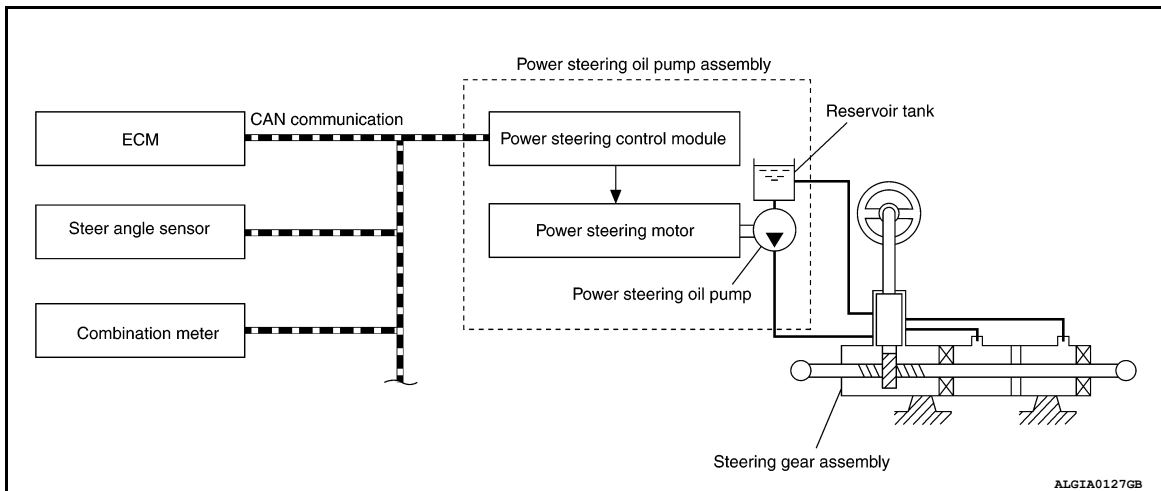 Power steering oil pump assembly
Reservoir tank
CAN communication
ECM
Power steering control module
Steer angle sensor
Power steering motor
Power steering oil pump
Combination meter
Steering gear assembly
ALGIA0127GB